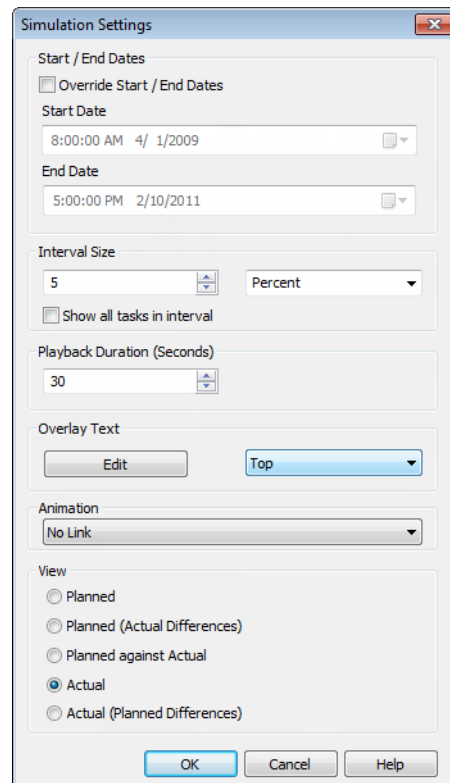 Simulation Settings
Start / End Dates
Override Start / End Dates
Start Date
8:00:00 AM 4/ 1/2009
End Date
5:00:00 PM 2/10/2011
Interval Size
5 Percent
Show all tasks in interval
Playback Duration (Seconds)
30
Overlay Text
Edit Top
Animation
No Link
View
Planned
Planned (Actual Differences)
Planned against Actual
Actual
Actual (Planned Differences)
OK Cancel Help